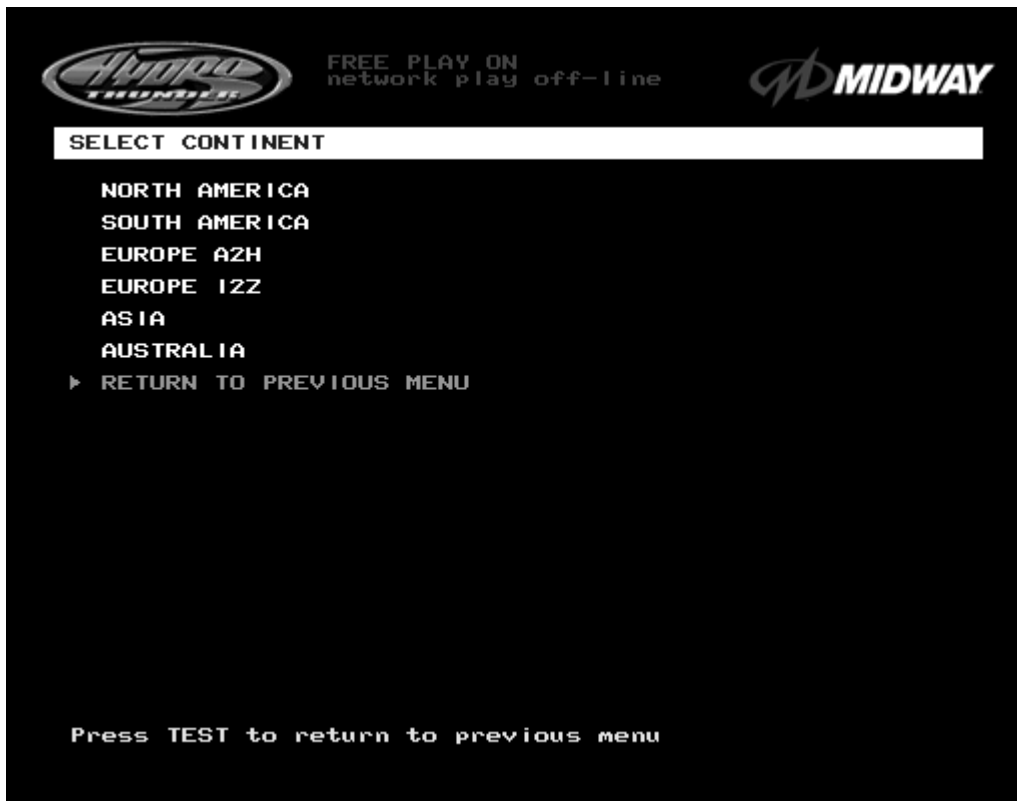 HYDRO
THUNDER
FREE PLAY ON
network play off-line
MIDWAY
SELECT CONTINENT
NORTH AMERICA
SOUTH AMERICA
EUROPE A2H
EUROPE I2Z
ASIA
AUSTRALIA
RETURN TO PREVIOUS MENU
Press TEST to return to previous menu